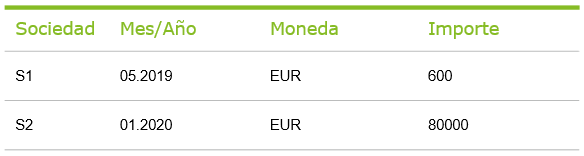 Sociedad Mes/Año Moneda Importe
S1 05.2019 EUR 600
S2 01.2020 EUR 80000